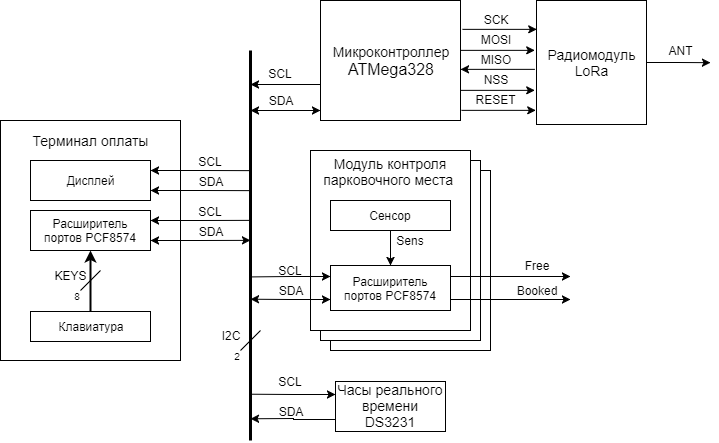 Микроконтроллер
ATMega328
SCK
MOSI
MISO
NSS
RESET
Радиомодуль
LoRa
ANT
SCL
SDA
Терминал оплаты
Дисплей
SCL
SDA
Расширитель
портов PCF8574
SCL
SDA
KEYS
8
Клавиатура
Модуль контроля
парковочного места
Сенсор
Sens
SCL
SDA
Расширитель
портов PCF8574
Free
Booked
I2C
2
SCL
SDA
Часы реального
времени
DS3231